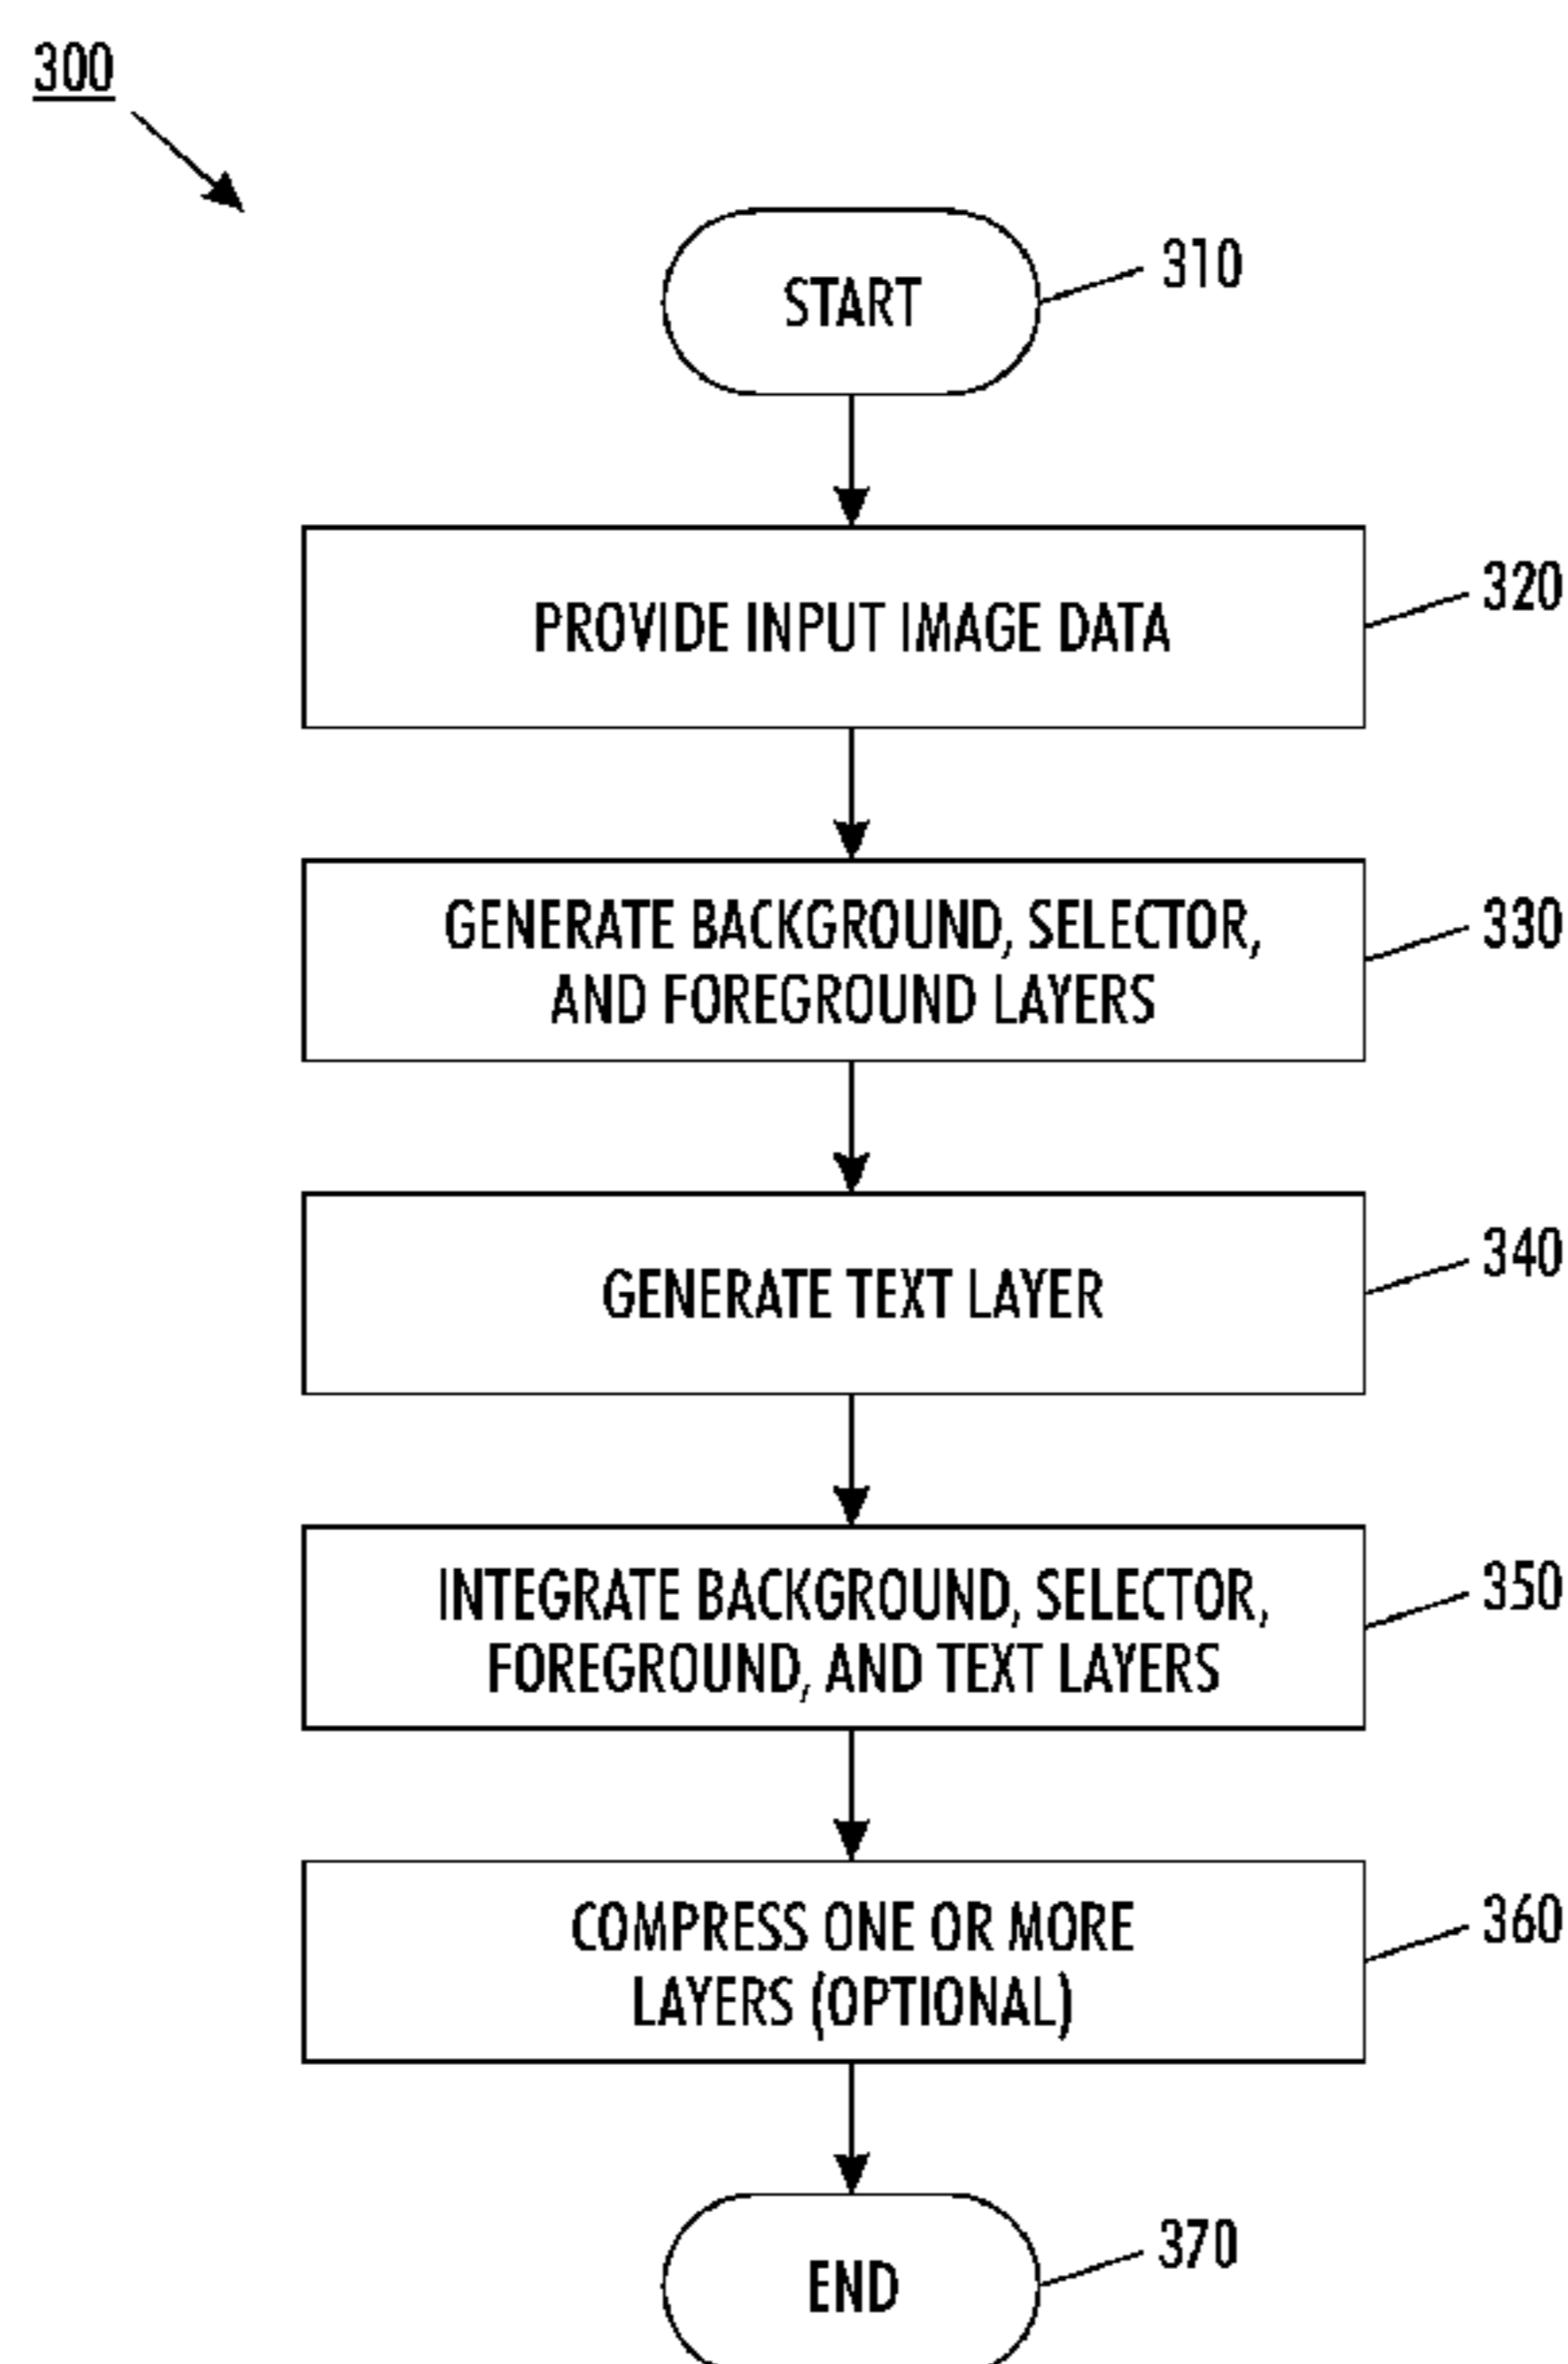 300
START
310
PROVIDE INPUT IMAGE DATA
320
GENERATE BACKGROUND, SELECTOR,
AND FOREGROUND LAYERS
330
GENERATE TEXT LAYER
340
INTEGRATE BACKGROUND, SELECTOR,
FOREGROUND, AND TEXT LAYERS
350
COMPRESS ONE OR MORE
LAYERS (OPTIONAL)
360
END
370